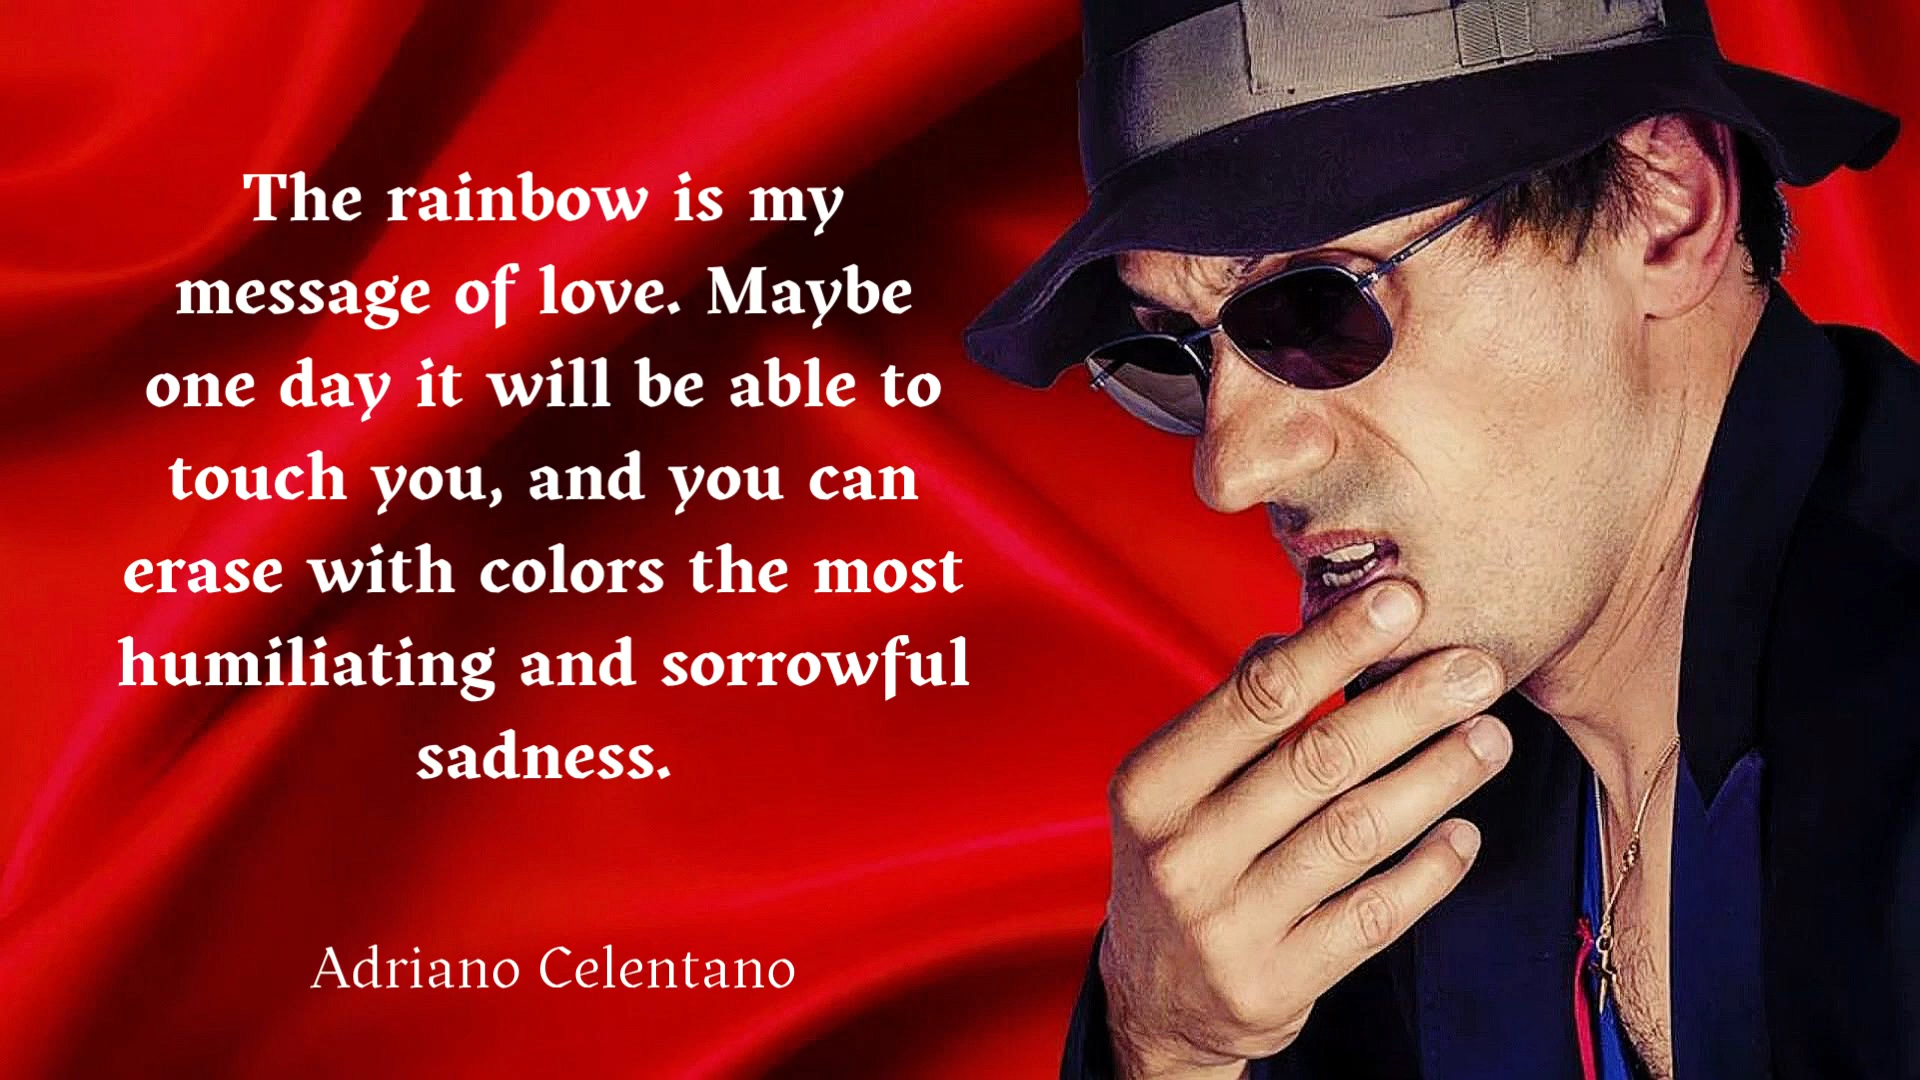 The rainbow is my
message of love. Maybe
one day it will be able to
touch you, and you can
erase with colors the most
humiliating and sorrowful
sadness.
Adriano Celentano